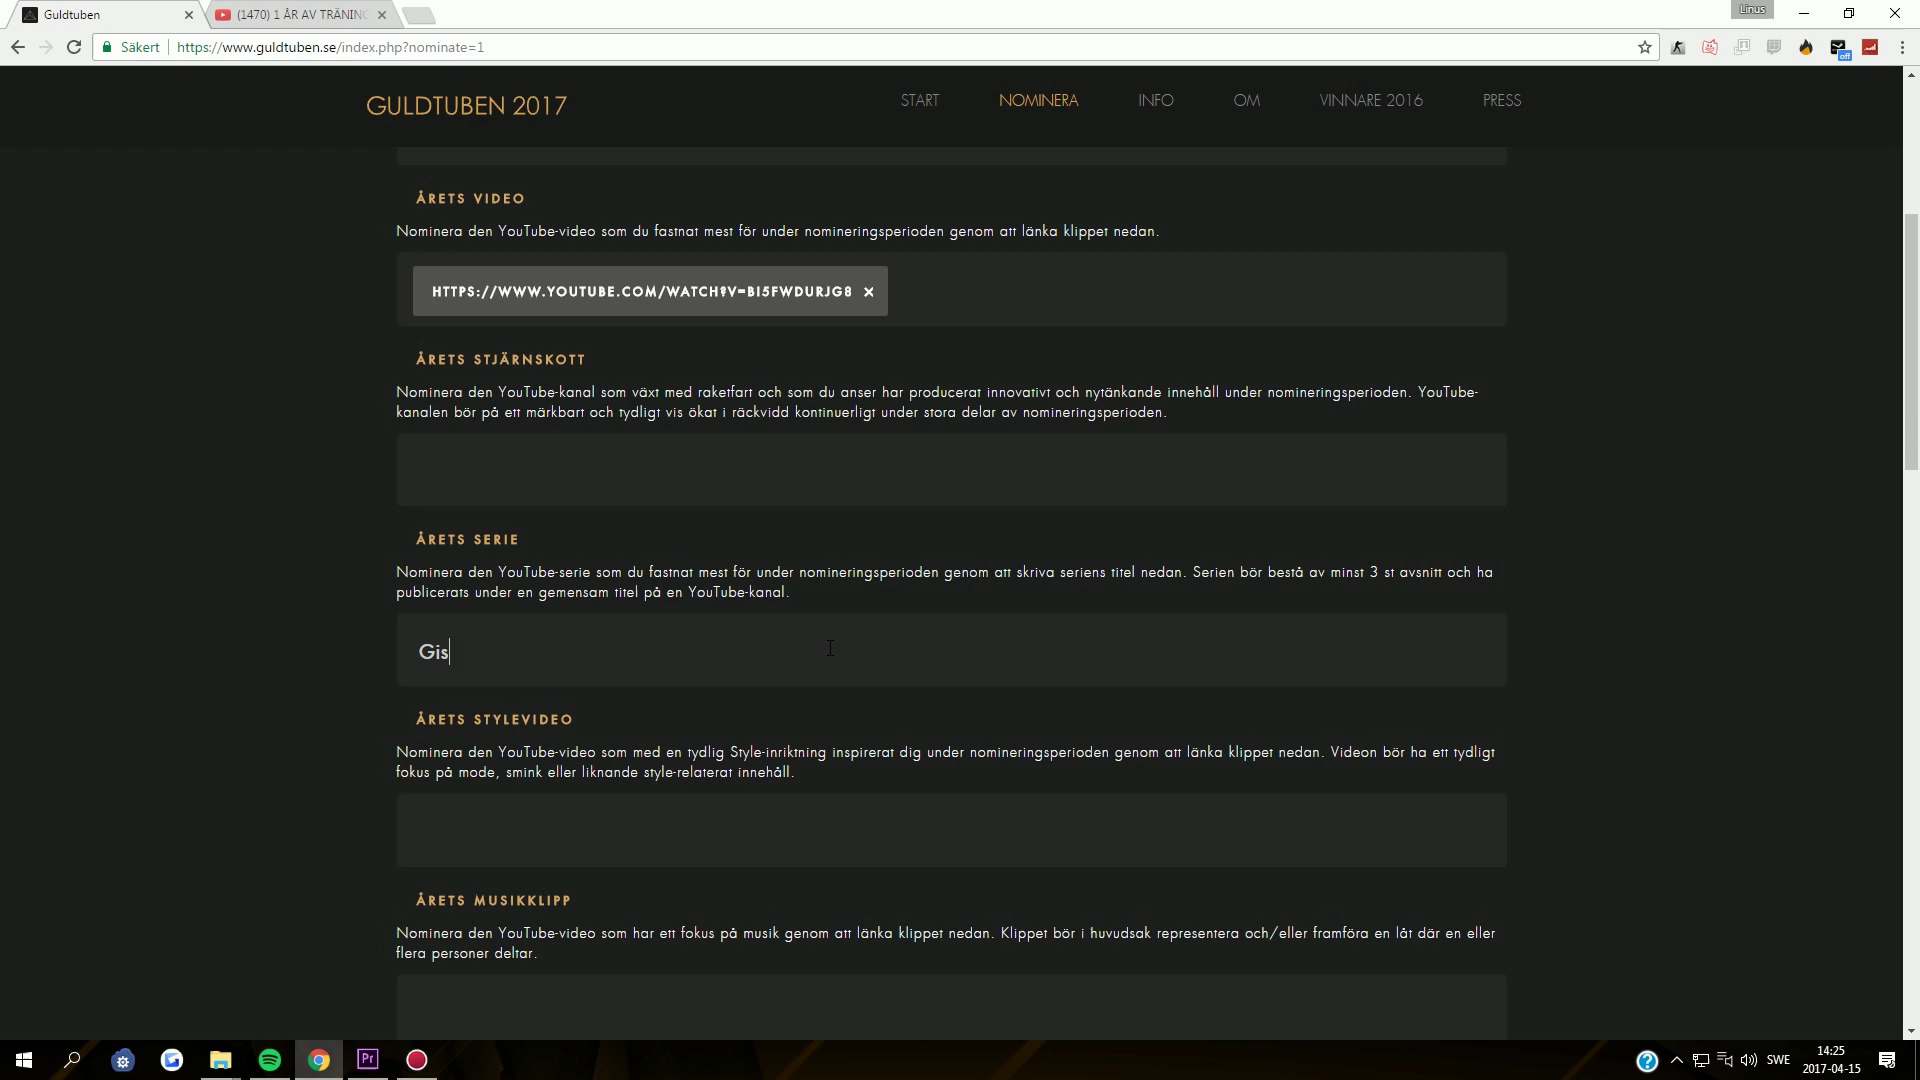 Guldtuben
(1470) 1 ÅR AV TRÄNING
Linus
Säkert
https://www.guldtuben.se/index.php?nominate=1
off
GULDTUBEN 2017
START
NOMINERA
INFO
OM
VINNARE 2016
PRESS
ÅRETS VIDEO
Nominera den YouTube-video som du fastnat mest för under nomineringsperioden genom att länka klippet nedan.
HTTPS://WWW.YOUTUBE.COM/WATCH?V=BI5FWDURJG8 ×
ÅRETS STJÄRNSKOTT
Nominera den YouTube-kanal som växt med raketfart och som du anser har producerat innovativt och nytänkande innehåll under nomineringsperioden. YouTube-
kanalen bör på ett märkbart och tydligt vis ökat i räckvidd kontinuerligt under stora delar av nomineringsperioden.
ÅRETS SERIE
Nominera den YouTube-serie som du fastnat mest för under nomineringsperioden genom att skriva seriens titel nedan. Serien bör bestå av minst 3 st avsnitt och ha
publicerats under en gemensam titel på en YouTube-kanal.
Gis
ÅRETS STYLEVIDEO
Nominera den YouTube-video som med en tydlig Style-inriktning inspirerat dig under nomineringsperioden genom att länka klippet nedan. Videon bör ha ett tydligt
fokus på mode, smink eller liknande style-relaterat innehåll.
ÅRETS MUSIKKLIPP
Nominera den YouTube-video som har ett fokus på musik genom att länka klippet nedan. Klippet bör i huvudsak representera och/eller framföra en låt där en eller
flera personer deltar.
Pr
SWE
14:25
2017-04-15